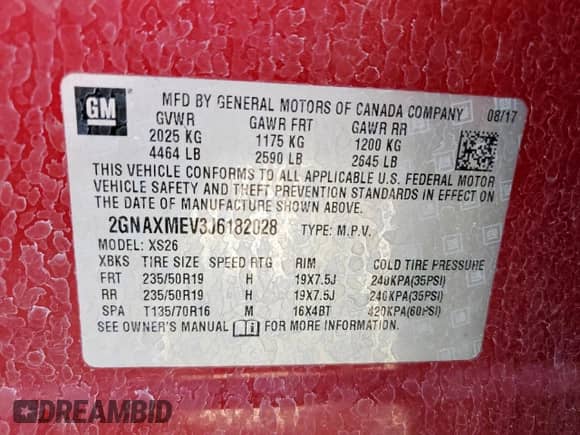 GM
MFD BY GENERAL MOTORS OF CANADA COMPANY 08/17
GVWR GAWR FRT GAWR RR
2025 KG 1175 KG 1200 KG
4464 LB 2590 LB 2645 LB
THIS VEHICLE CONFORMS TO ALL APPLICABLE U.S. FEDERAL MOTOR
VEHICLE SAFETY AND THEFT PREVENTION STANDARDS IN EFFECT ON
THE DATE OF MANUFACTURE SHOWN ABOVE.
2GNAXMEV3J6182028 TYPE: M.P.V.
MODEL: XS26
XBKS TIRE SIZE SPEED RTG RIM COLD TIRE PRESSURE
FRT 235/50R19 H 19X7.5J 240KPA(35PSI)
RR 235/50R19 H 19X7.5J 240KPA(35PSI)
SPA T135/70R16 M 16X4BT 420KPA(60PSI)
SEE OWNER'S MANUAL FOR MORE INFORMATION.
DREAMBID